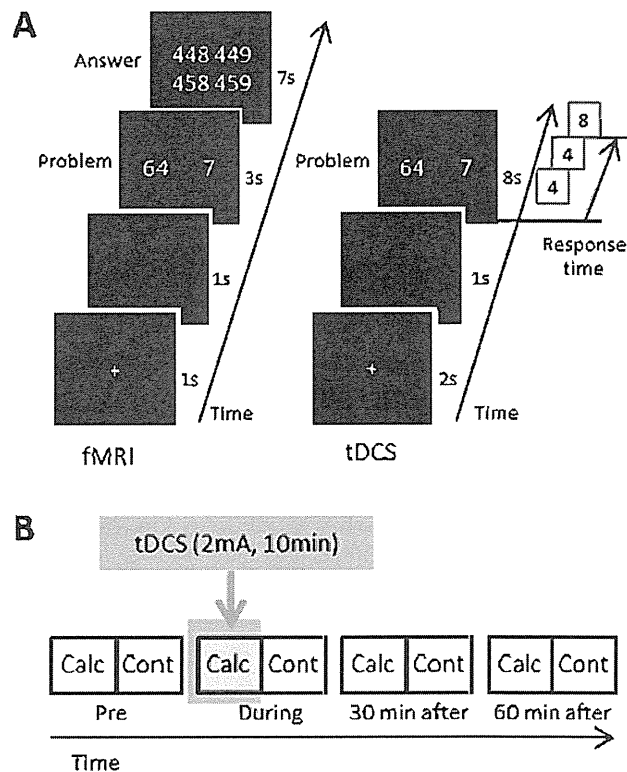 A
Answer
448 449
458 459
7s
Problem
64 7
3s
1s
+
1s
Time
fMRI
Problem
64 7
8s
8
4
4
Response
time
1s
+
2s
Time
tDCS
B
tDCS (2mA, 10min)
Calc Cont Calc Cont Calc Cont Calc Cont
Pre During 30 min after 60 min after
Time